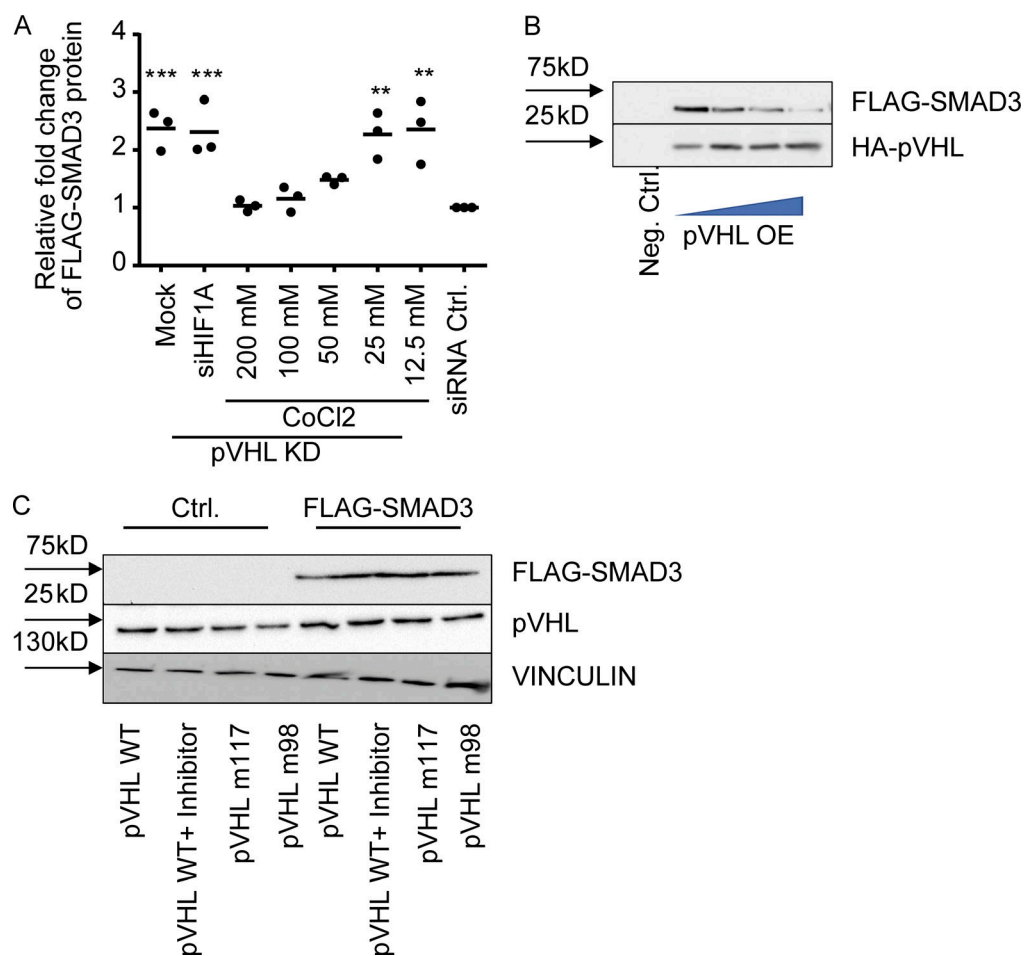 A
Relative fold change
of FLAG-SMAD3 protein
4
3
2
1
0
***
***
**
**
Mock
siHIF1A
200 mM
100 mM
50 mM
25 mM
12.5 mM
siRNA Ctrl.
CoCl2
pVHL KD
B
75kD
25kD
FLAG-SMAD3
HA-pVHL
Neg. Ctrl.
pVHL OE
C
Ctrl.
FLAG-SMAD3
75kD
25kD
130kD
FLAG-SMAD3
pVHL
VINCULIN
pVHL WT
pVHL WT+ Inhibitor
pVHL m117
pVHL m98
pVHL WT
pVHL WT+ Inhibitor
pVHL m117
pVHL m98